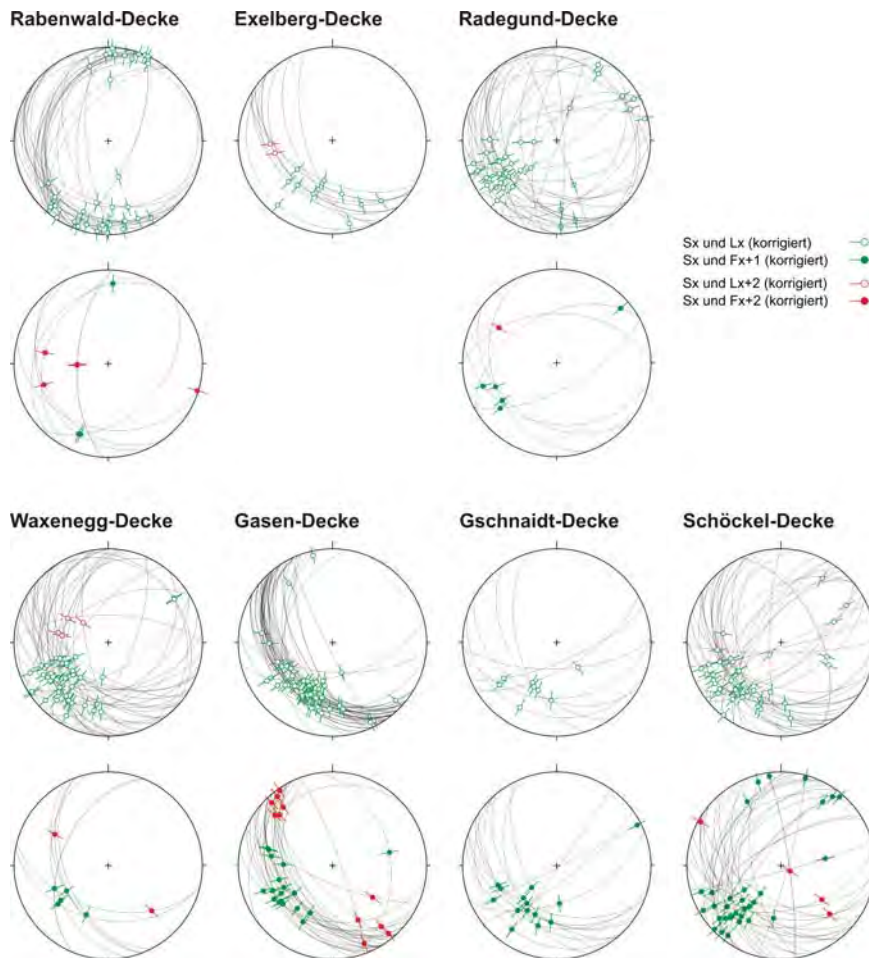 Rabenwald-Decke
Exelberg-Decke
Radegund-Decke
Sx und Lx (korrigiert)
Sx und Fx+1 (korrigiert)
Sx und Lx+2 (korrigiert)
Sx und Fx+2 (korrigiert)
Waxenegg-Decke
Gasen-Decke
Gschnaidt-Decke
Schöckel-Decke